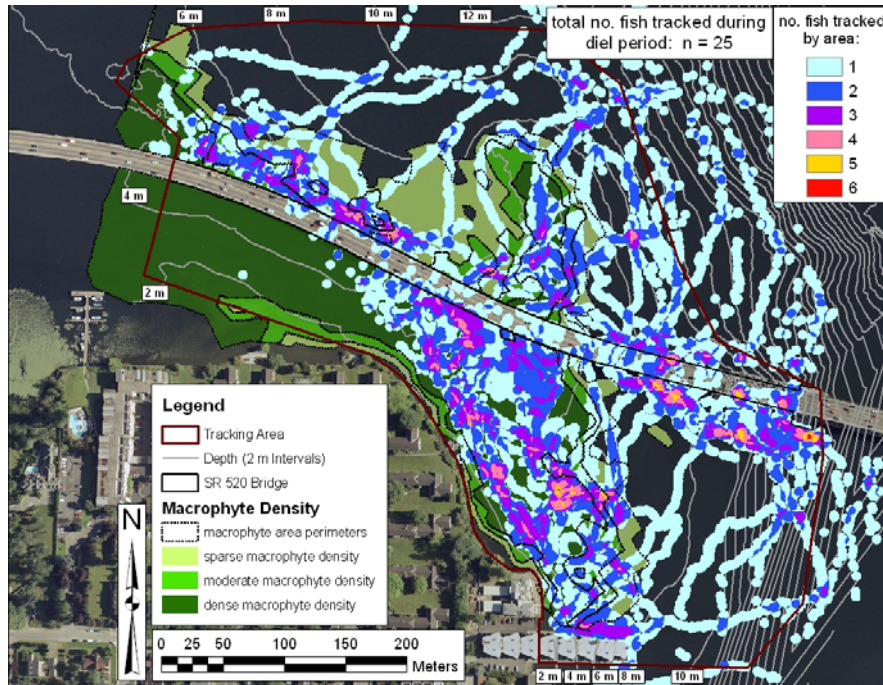 6 m
8 m
10 m
12 m
total no. fish tracked during
diel period: n = 25
no. fish tracked
by area:
1
2
3
4
5
6
4 m
2 m
Legend
Tracking Area
Depth (2 m Intervals)
SR 520 Bridge
Macrophyte Density
macrophyte area perimeters
sparse macrophyte density
moderate macrophyte density
dense macrophyte density
N
0 25 50 100 150 200
Meters
2 m
4 m
6 m
8 m
10 m